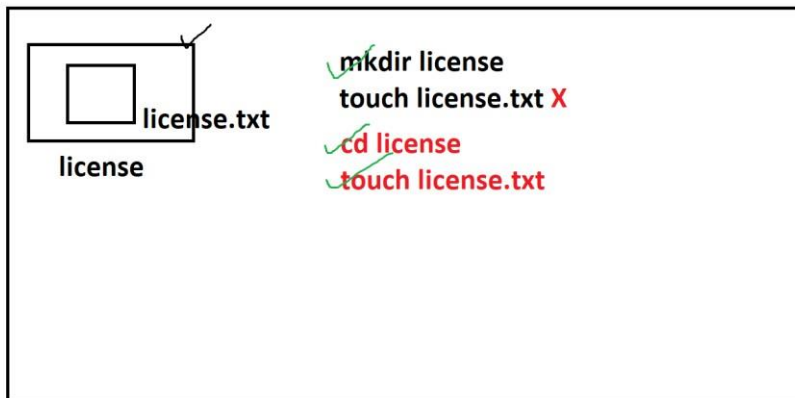 license.txt
license
mkdir license
touch license.txt X
cd license
touch license.txt